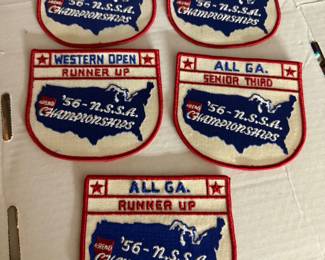 '56-N.S.S.A.
CHAMPIONSHIPS
'56-N.S.S.A.
CHAMPIONSHIPS
WESTERN OPEN
RUNNER UP
'56-N.S.S.A.
CHAMPIONSHIPS
ALL GA.
SENIOR THIRD
'56-N.S.S.A.
CHAMPIONSHIPS
ALL GA.
RUNNER UP
'56-N.S.S.A.
CHAMPIONSHIPS